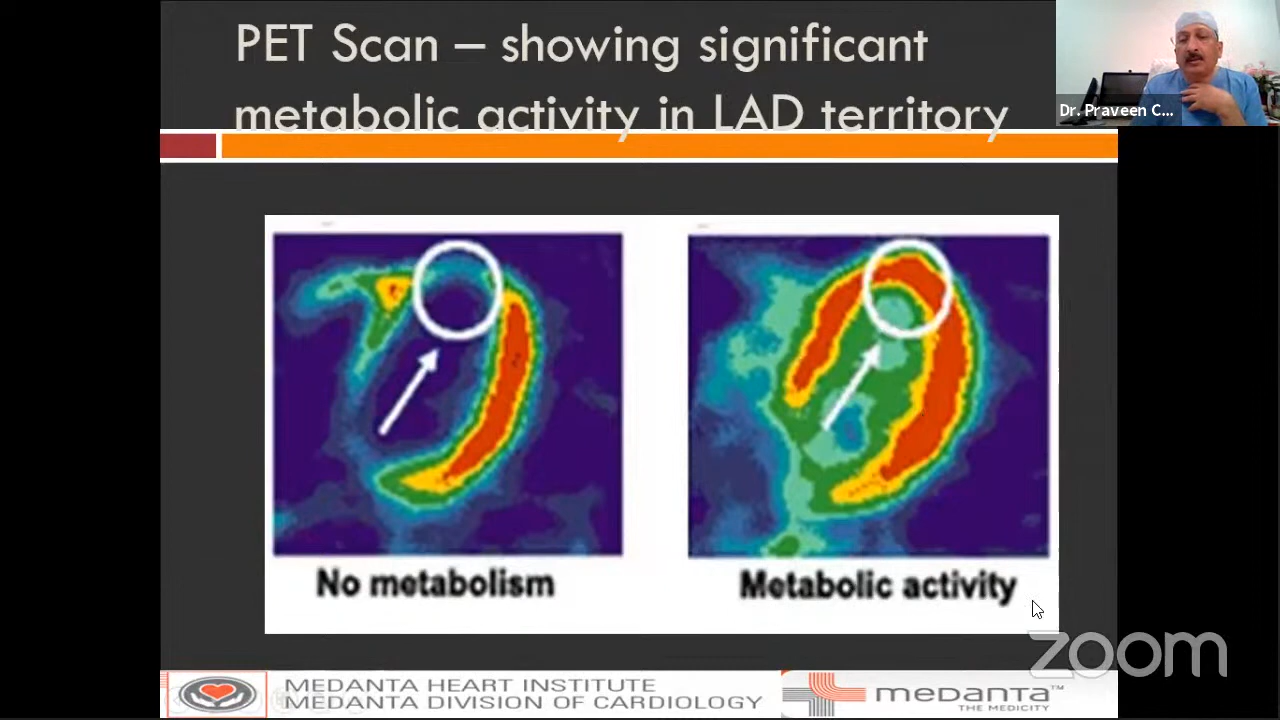 PET Scan – showing significant
metabolic activity in LAD territory
Dr. Praveen C...
No metabolism
Metabolic activity
zoom
MEDANTA HEART INSTITUTE
MEDANTA DIVISION OF CARDIOLOGY
medanta™
THE MEDICITY